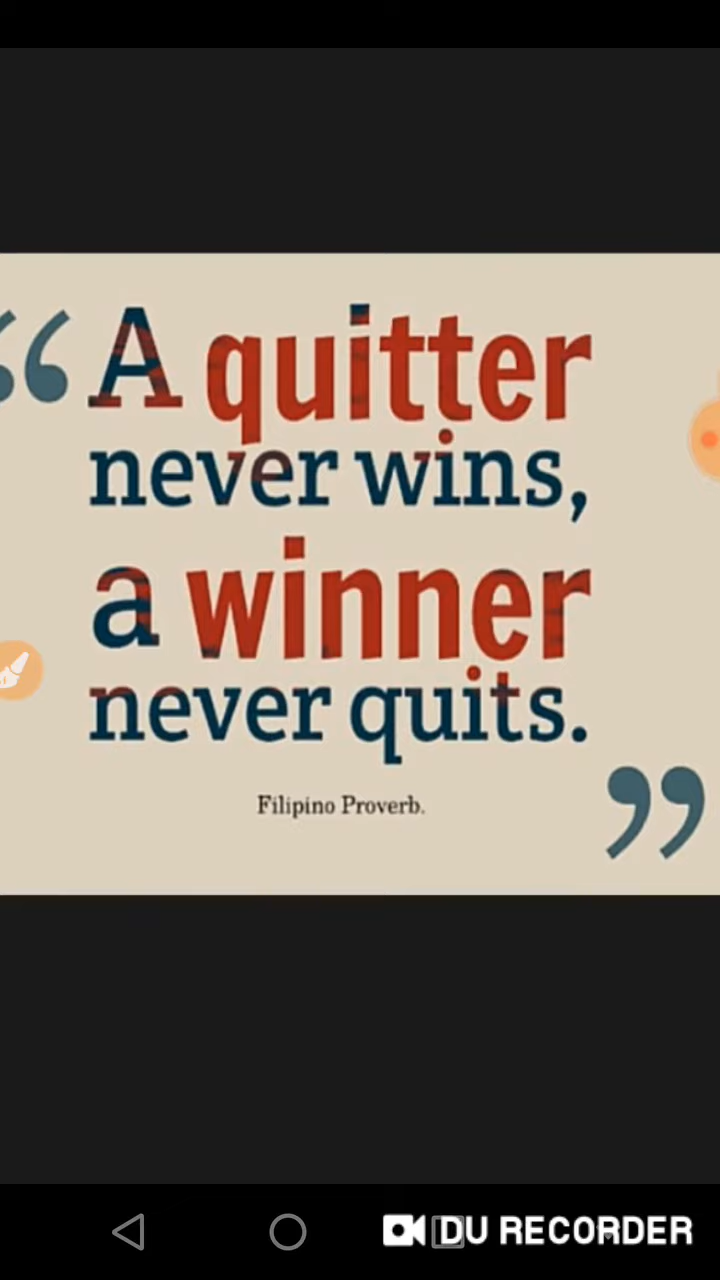 “A quitter
never wins,
a winner
never quits.”
Filipino Proverb.
DU RECORDER